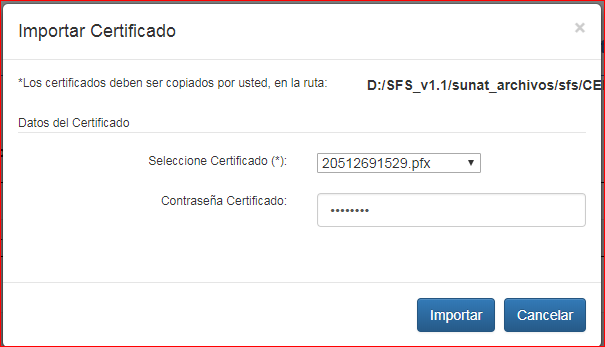 Importar Certificado ×
*Los certificados deben ser copiados por usted, en la ruta: D:/SFS_v1.1/sunat_archivos/sfs/CE
Datos del Certificado
Seleccione Certificado (*): 20512691529.pfx
Contraseña Certificado: ••••••••
Importar Cancelar